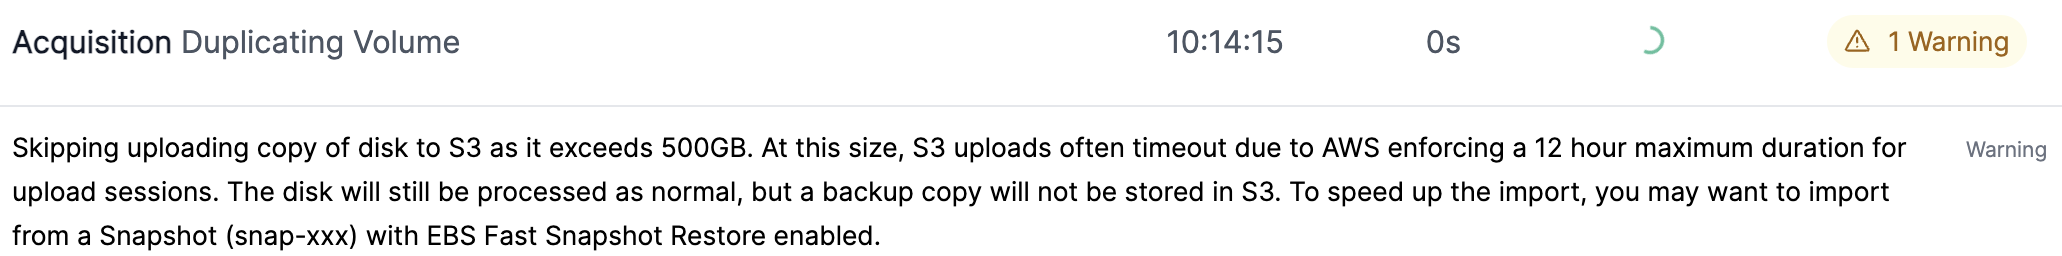 Acquisition Duplicating Volume 10:14:15 0s 1 Warning
Skipping uploading copy of disk to S3 as it exceeds 500GB. At this size, S3 uploads often timeout due to AWS enforcing a 12 hour maximum duration for Warning
upload sessions. The disk will still be processed as normal, but a backup copy will not be stored in S3. To speed up the import, you may want to import
from a Snapshot (snap-xxx) with EBS Fast Snapshot Restore enabled.